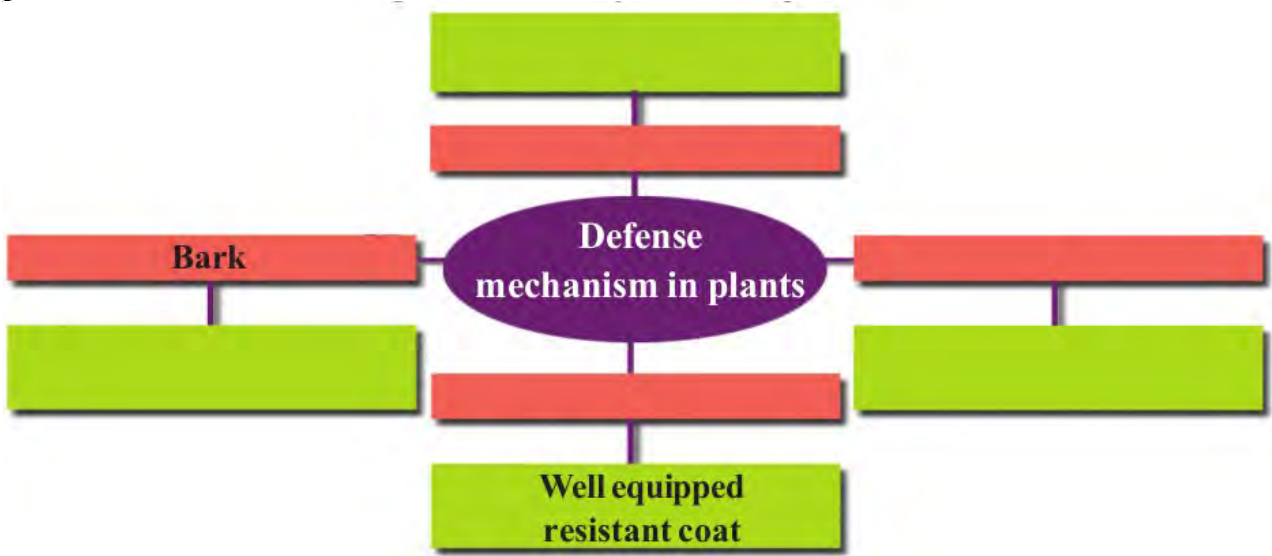 Defense
mechanism in plants
Bark
Well equipped
resistant coat